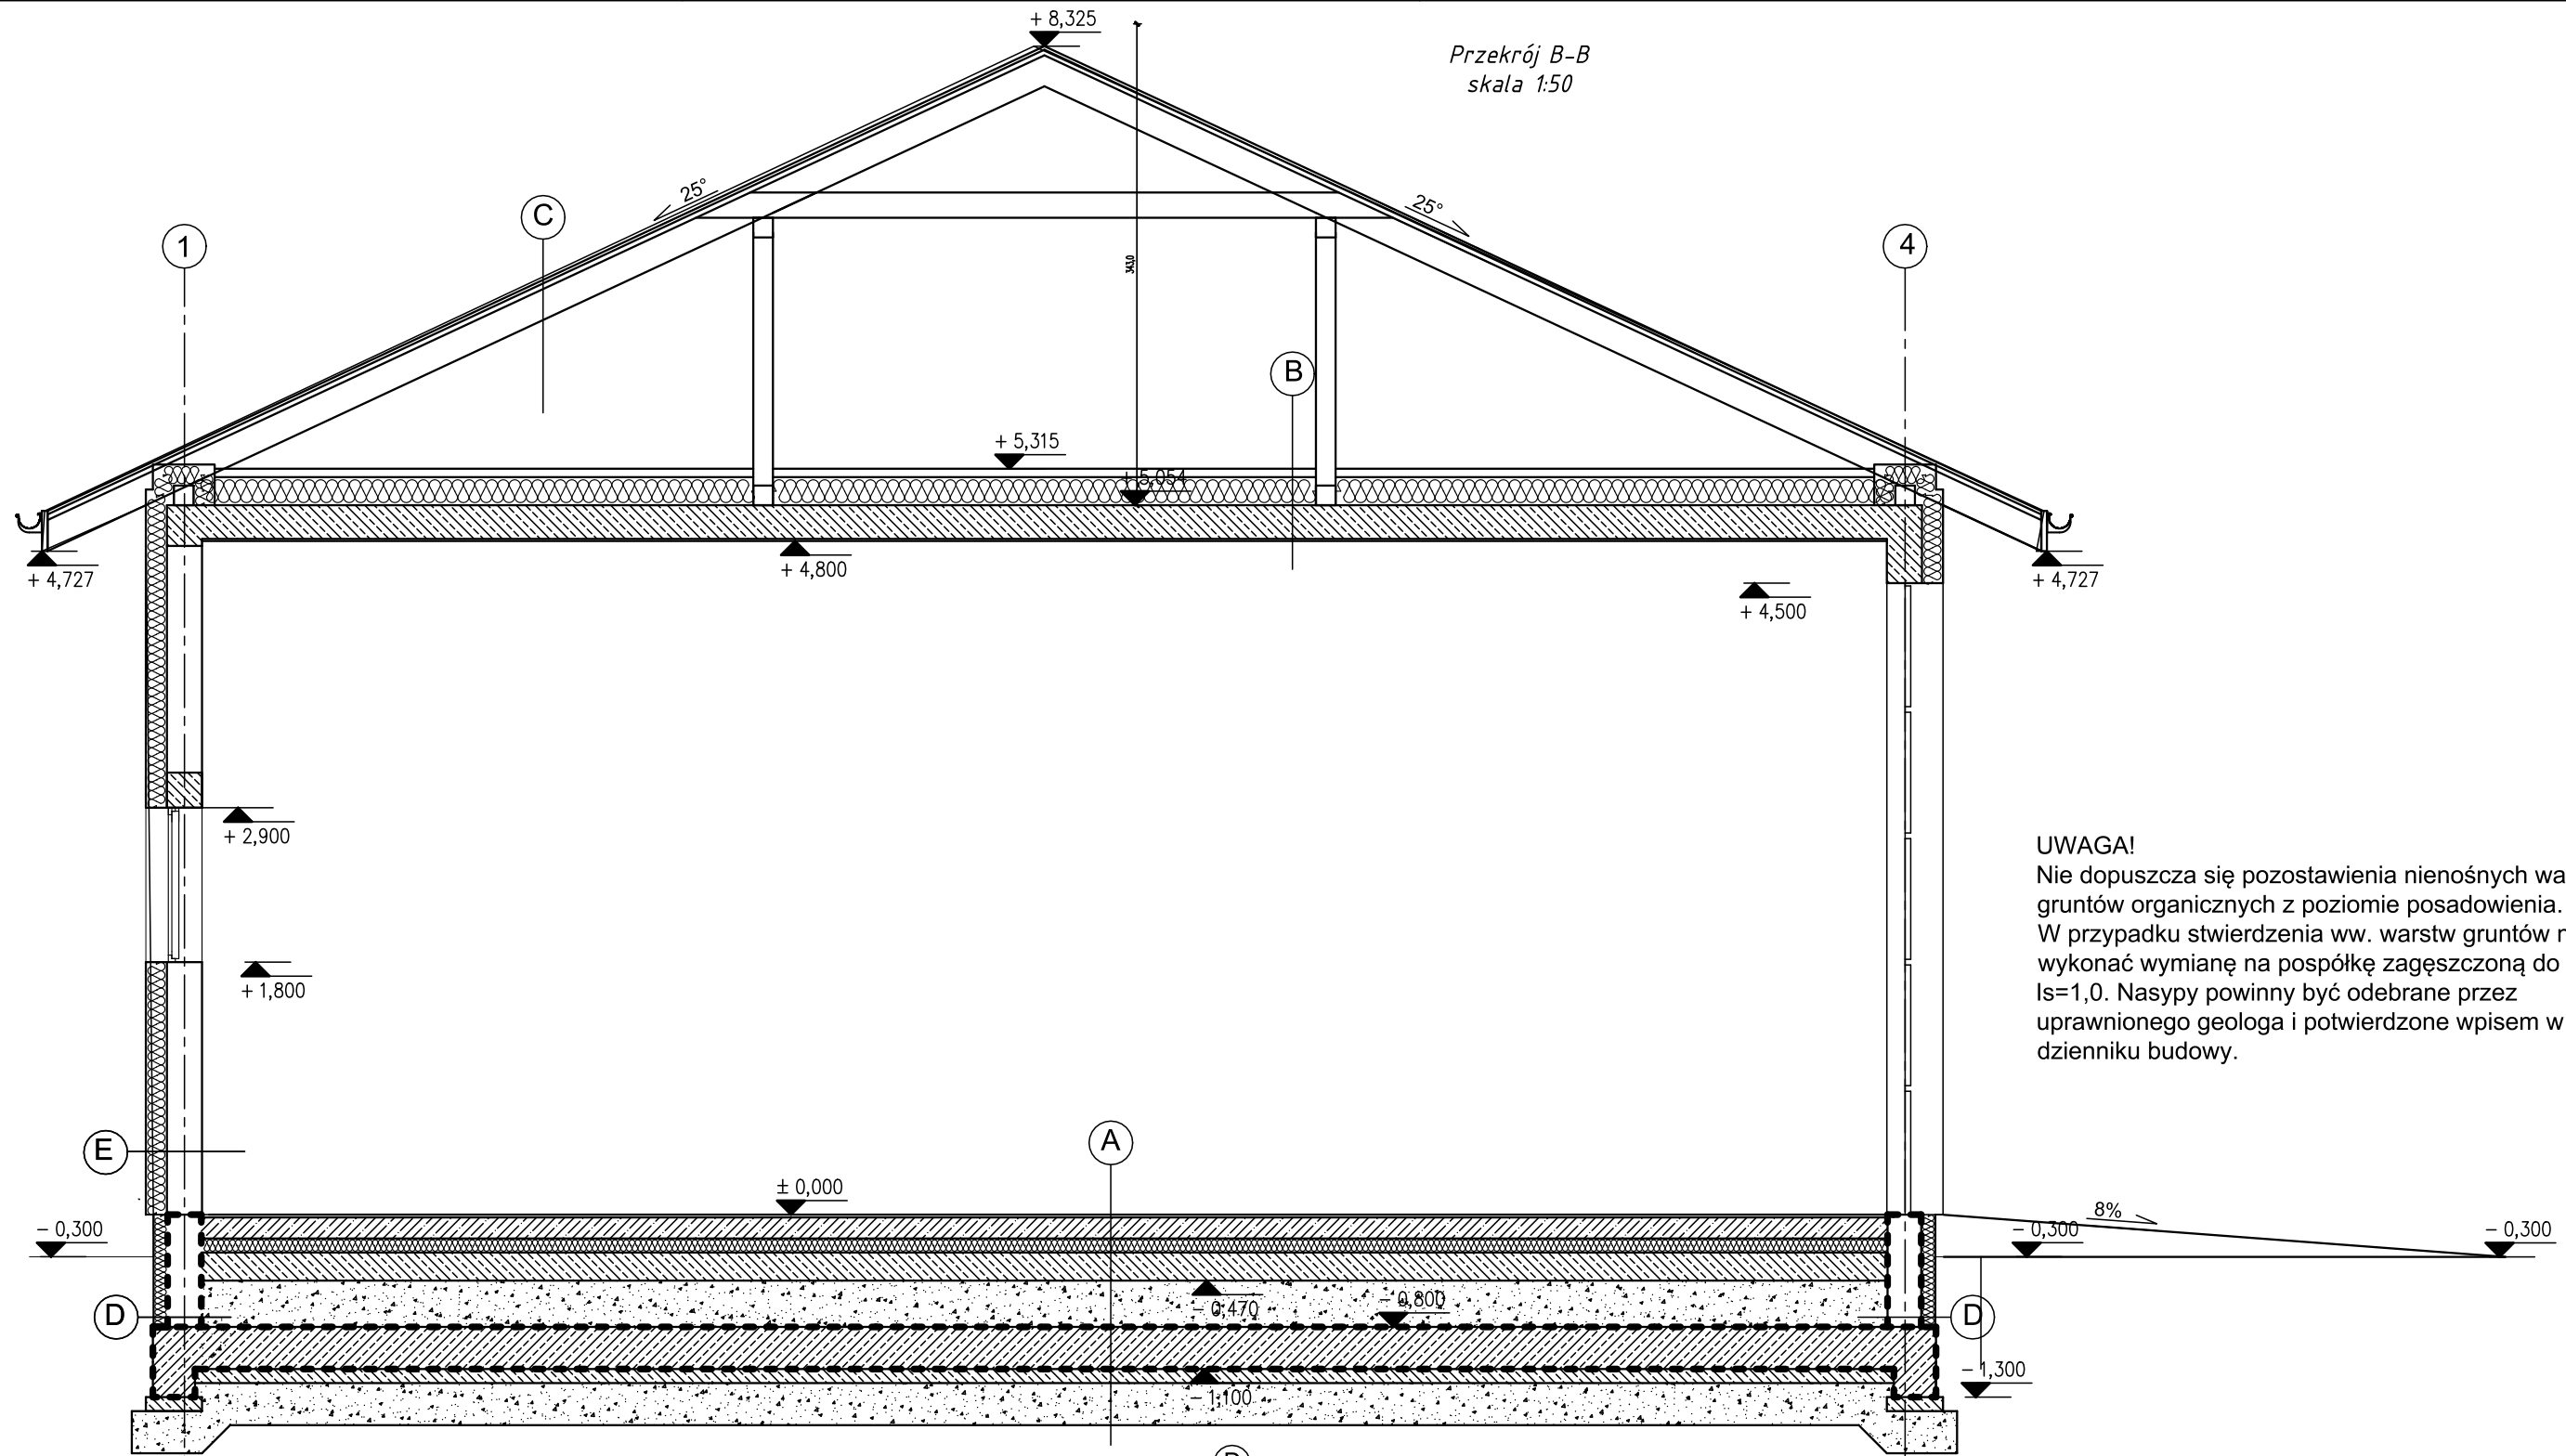 + 8,325
Przekrój B-B
skala 1:50
25°
25°
C
1
4
343,0
B
+ 5,315
+ 5,054
+ 4,727
+ 4,800
+ 4,727
+ 4,500
+ 2,900
UWAGA!
Nie dopuszcza się pozostawienia nienośnych wa
gruntów organicznych z poziomie posadowienia.
W przypadku stwierdzenia ww. warstw gruntów n
wykonać wymianę na pospółkę zagęszczoną do
Is=1,0. Nasypy powinny być odebrane przez
uprawnionego geologa i potwierdzone wpisem w
dzienniku budowy.
+ 1,800
E
A
± 0,000
- 0,300
8%
- 0,300
- 0,300
- 0,470
- 0,800
D
D
- 1,100
- 1,300